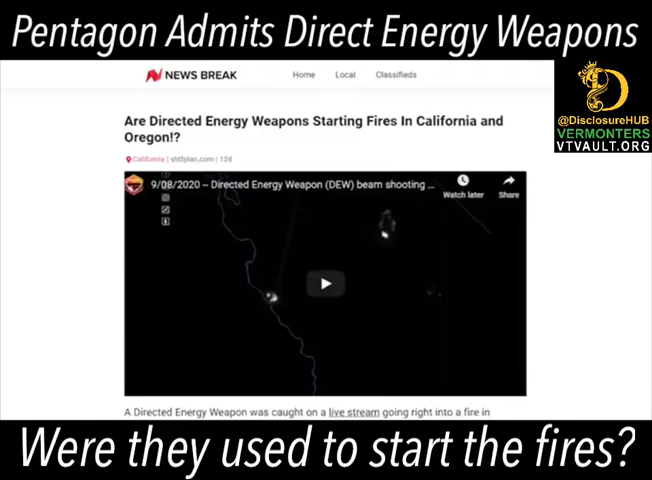 Pentagon Admits Direct Energy Weapons
NEWS BREAK
Home Local Classifieds
@DisclosureHUB
VERMONTERS
VTVAULT.ORG
Are Directed Energy Weapons Starting Fires In California and
Oregon!?
California | shtfplan.com | 12d
9/08/2020 – Directed Energy Weapon (DEW) beam shooting ...
Watch later Share
A Directed Energy Weapon was caught on a live stream going right into a fire in
Were they used to start the fires?